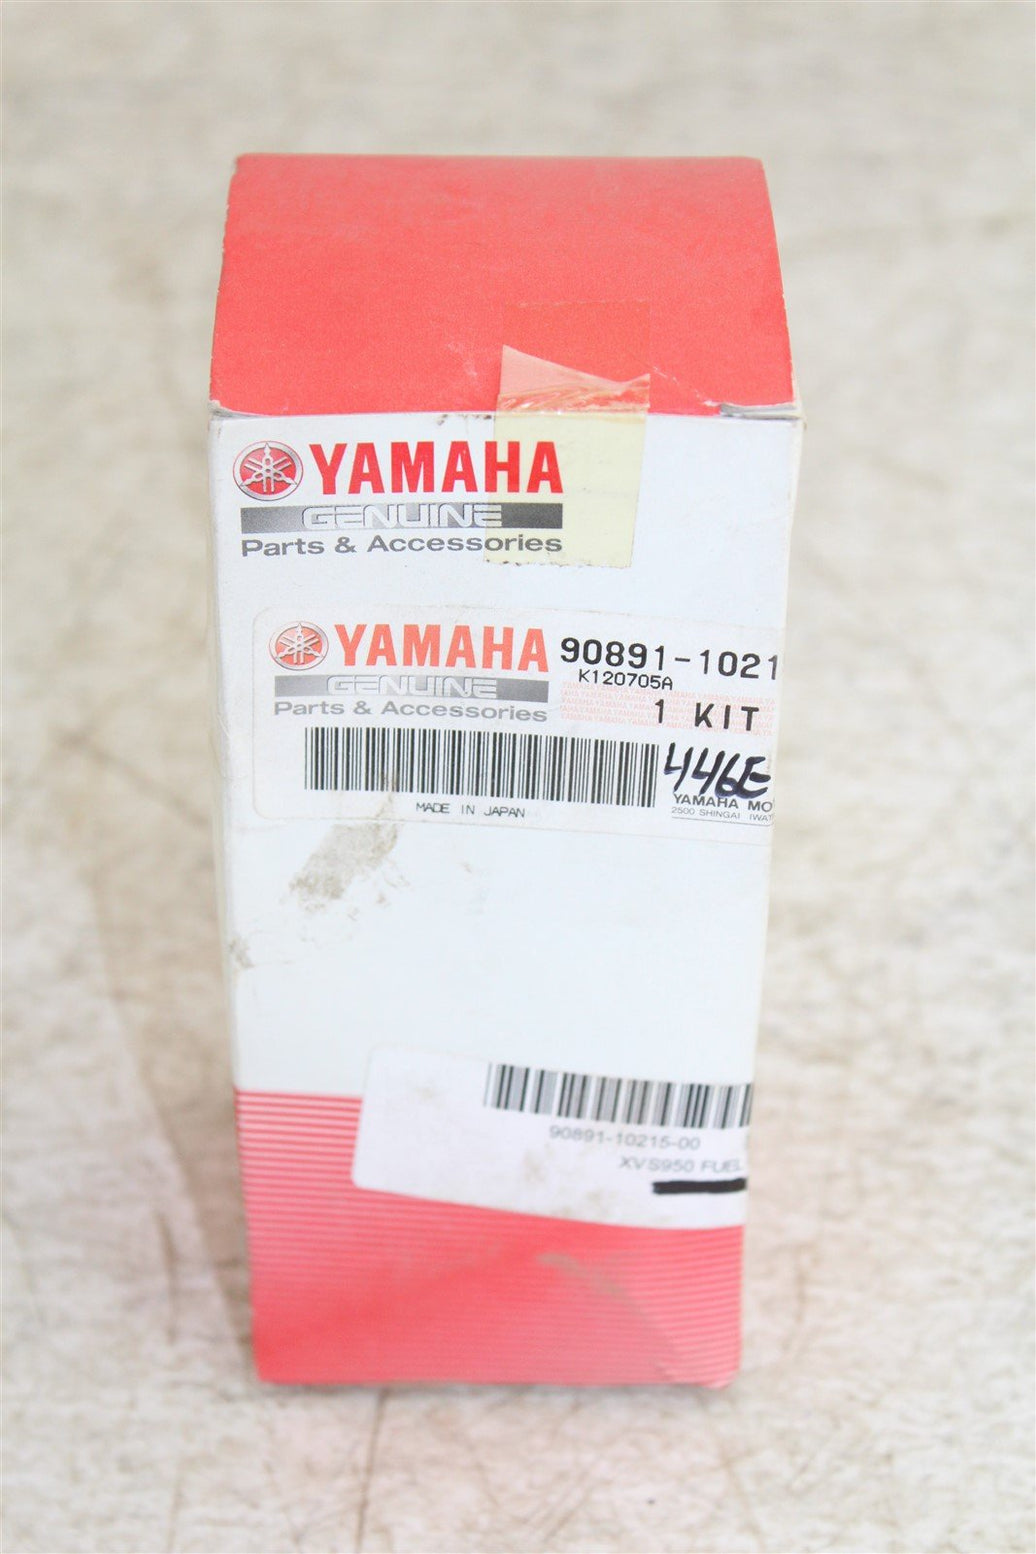 YAMAHA
GENUINE
Parts & Accessories
YAMAHA 90891-1021
K120705A
GENUINE
Parts & Accessories
1 KIT
446E
YAMAHA MO
2500 SHINGAI IWAT
MADE IN JAPAN
90891-10215-00
XVS950 FUEL